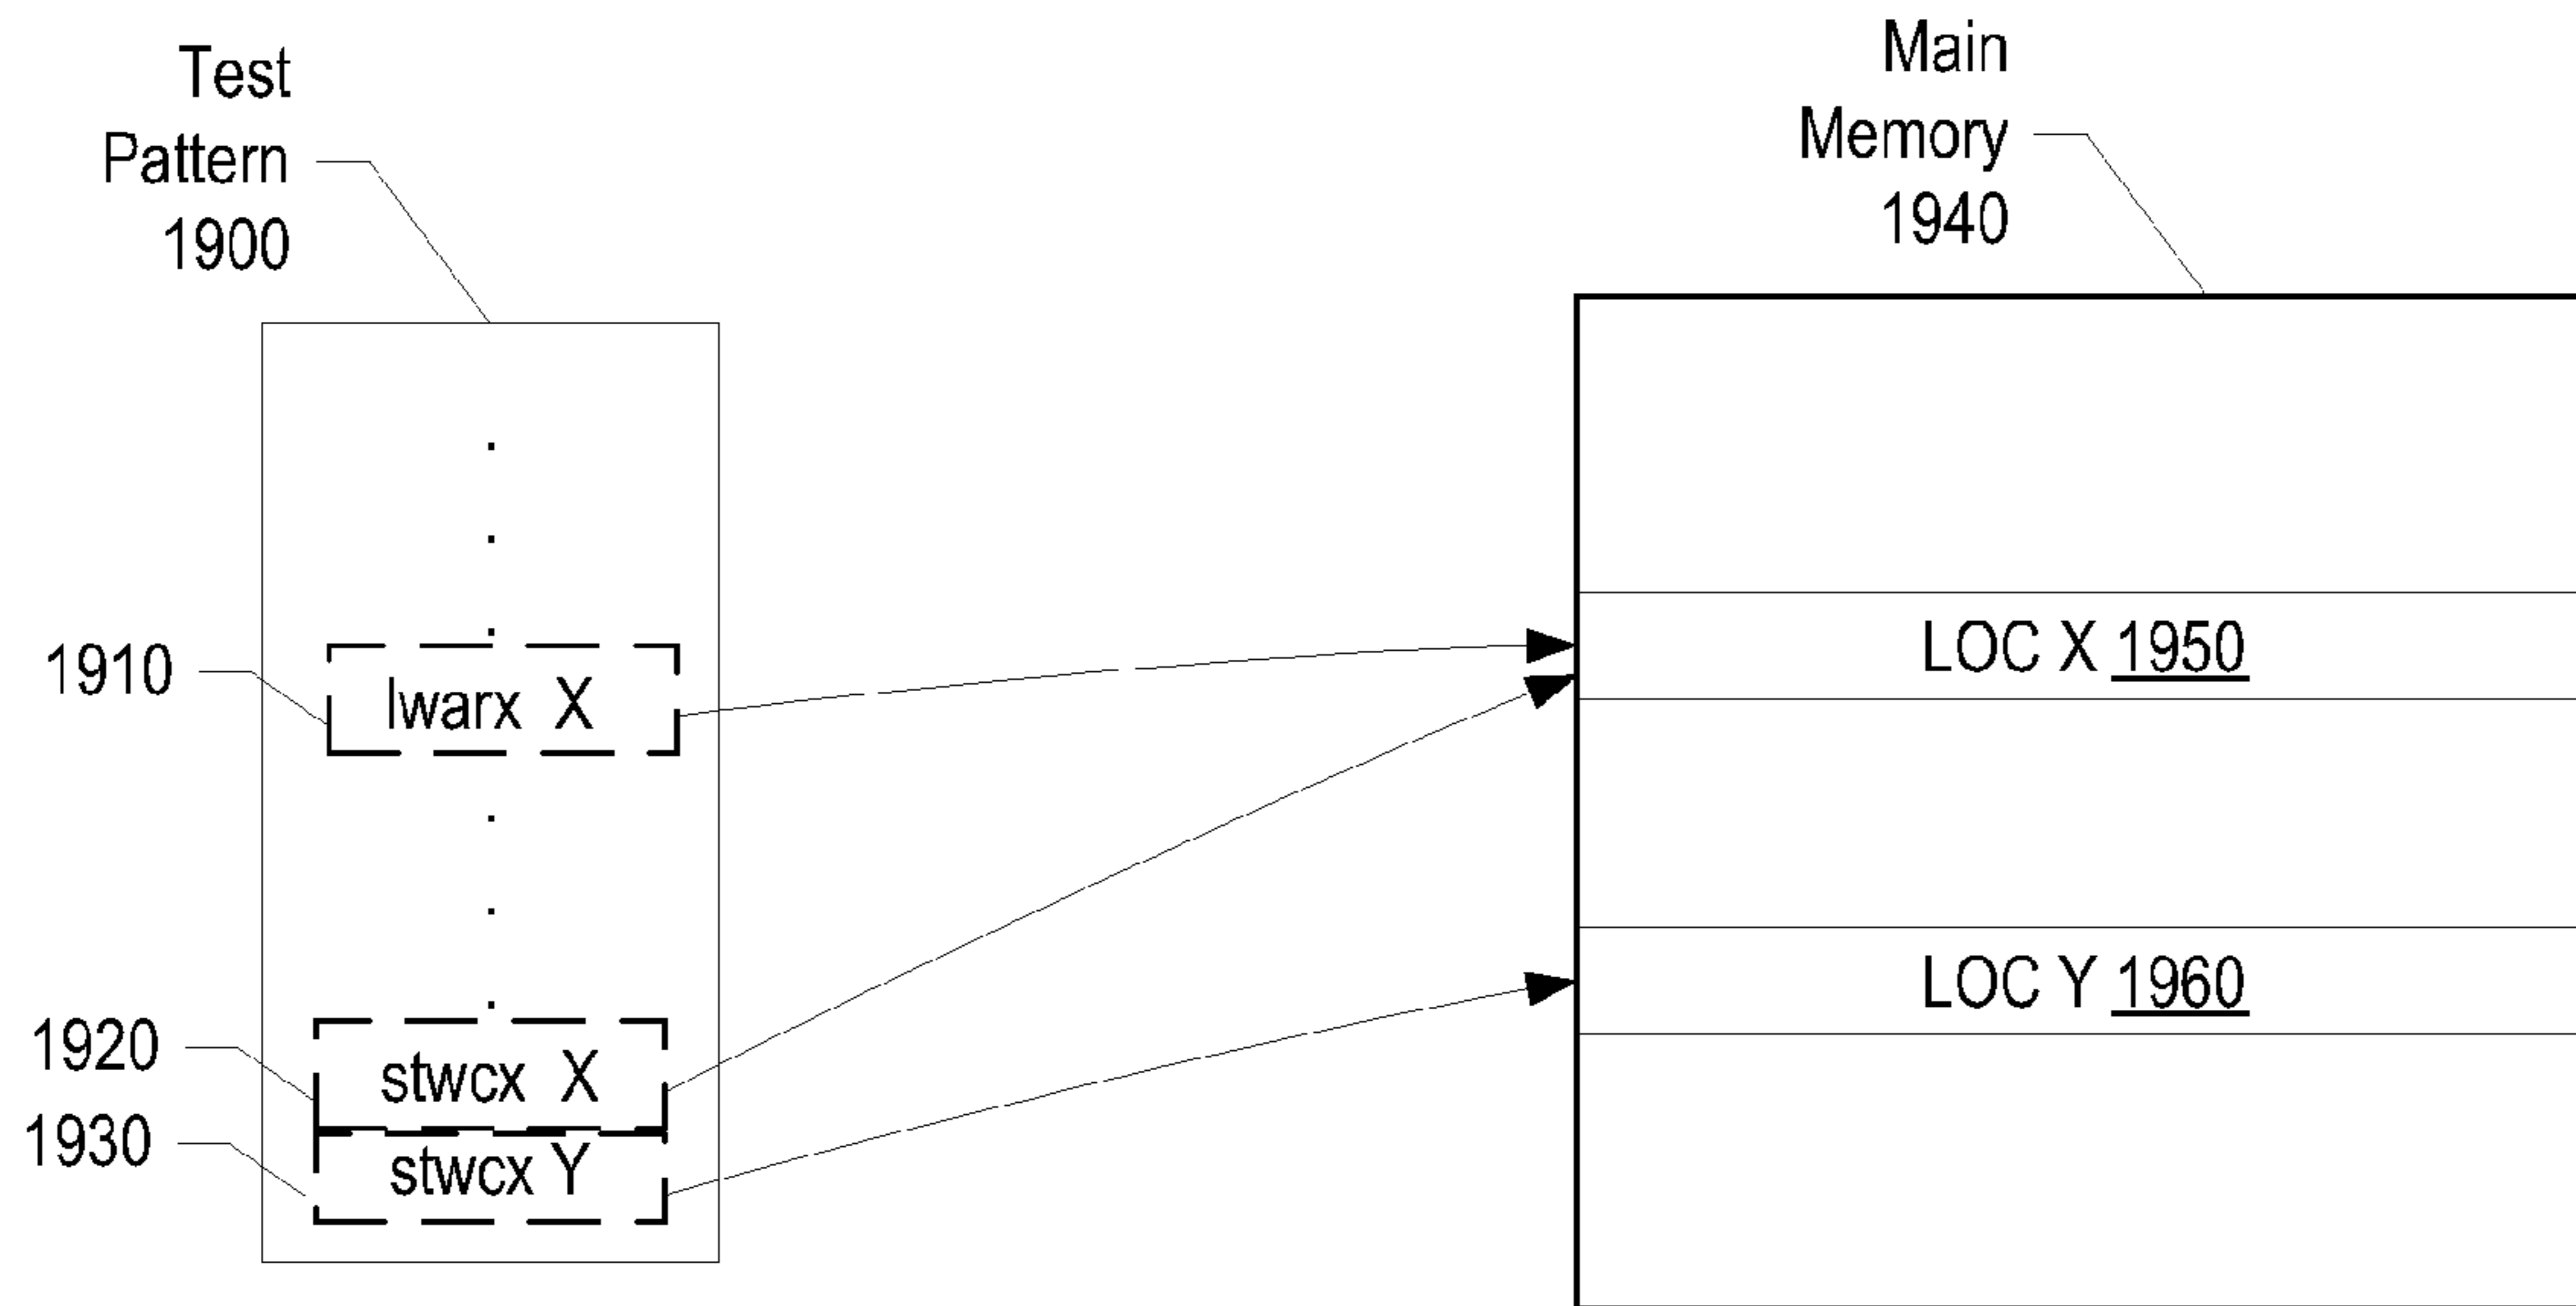 Test
Pattern
1900
Main
Memory
1940
1910
lwarx X
LOC X 1950
LOC Y 1960
1920
stwcx X
1930
stwcx Y